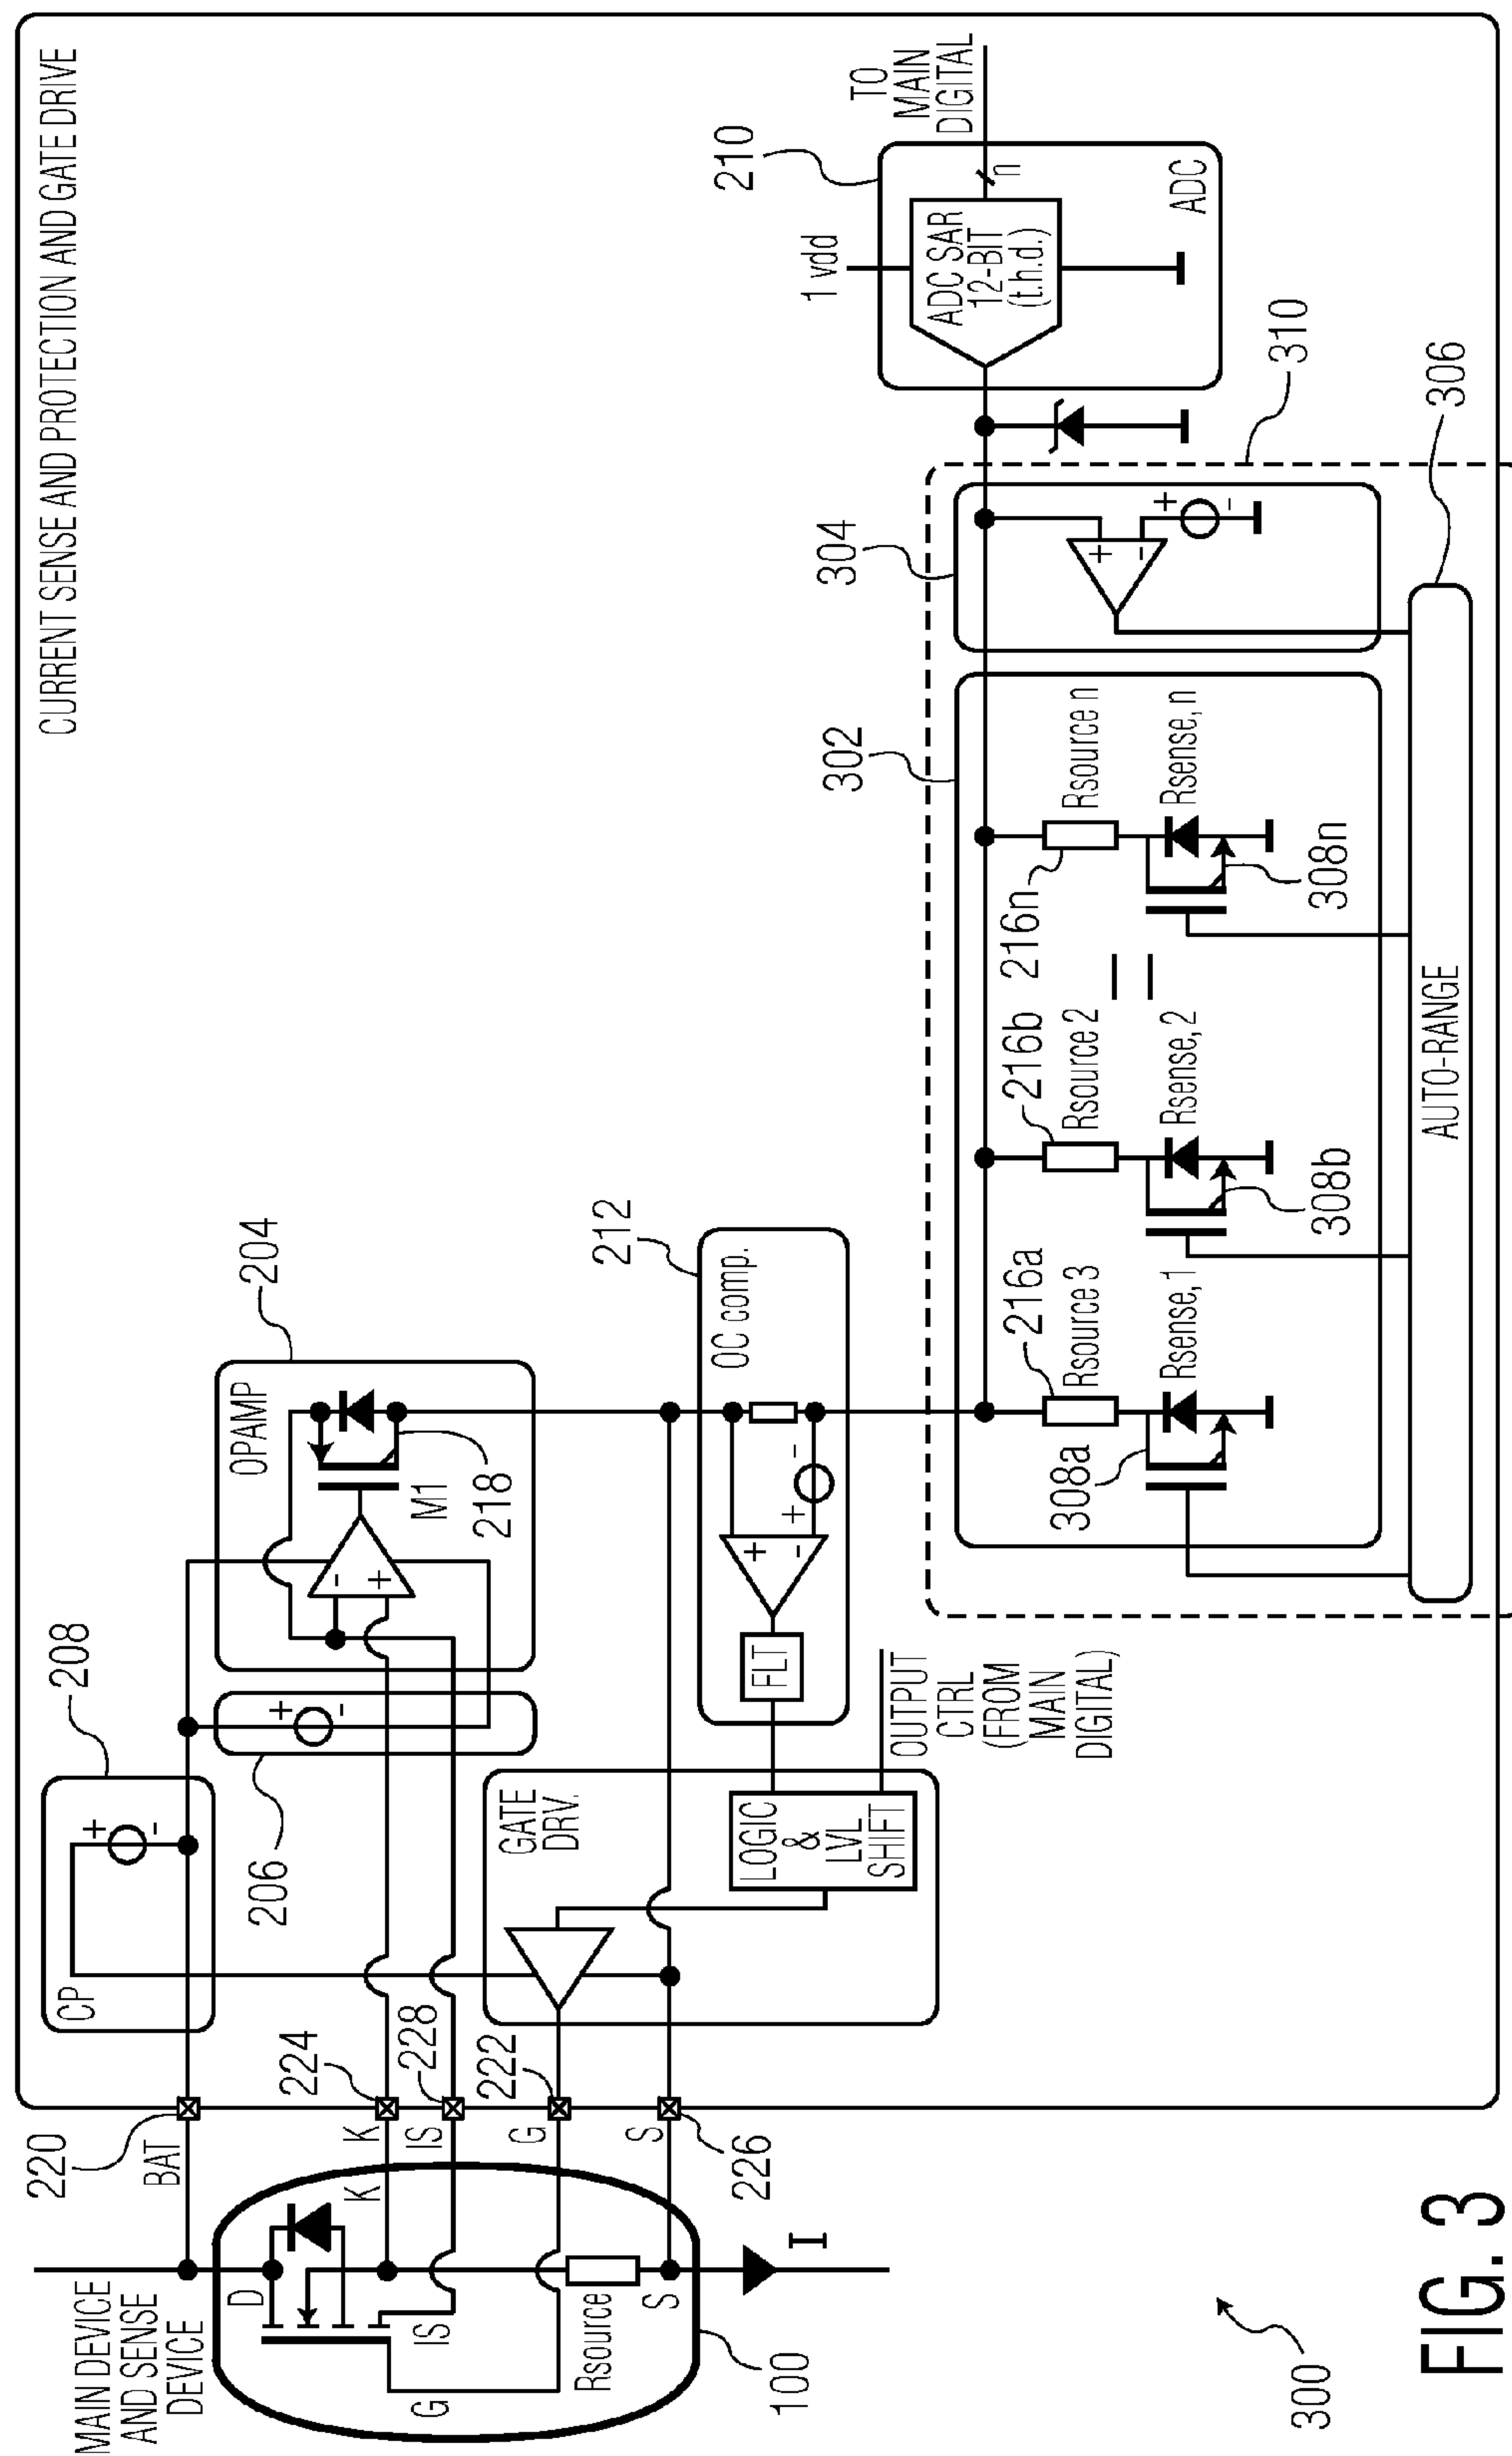 CURRENT SENSE AND PROTECTION AND GATE DRIVE
MAIN DEVICE
AND SENSE
DEVICE
D
K
G
IS
Rsource
S
100
I
220
BAT
224
K
228
IS
222
G
226
S
208
CP
+
-
206
+
-
204
OPAMP
-
+
M1
218
GATE
DRV.
LOGIC
&
LVL
SHIFT
OUTPUT
CTRL
(FROM
MAIN
DIGITAL)
212
OC comp.
FLT
+
-
+
-
302
216a
Rsource 3
Rsense, 1
308a
216b
Rsource 2
Rsense, 2
308b
216n
Rsource n
Rsense, n
308n
304
+
-
+
-
310
306
AUTO-RANGE
210
1 vdd
ADC SAR
12-BIT
(t.h.d.)
n
ADC
TO
MAIN
DIGITAL
300
FIG. 3